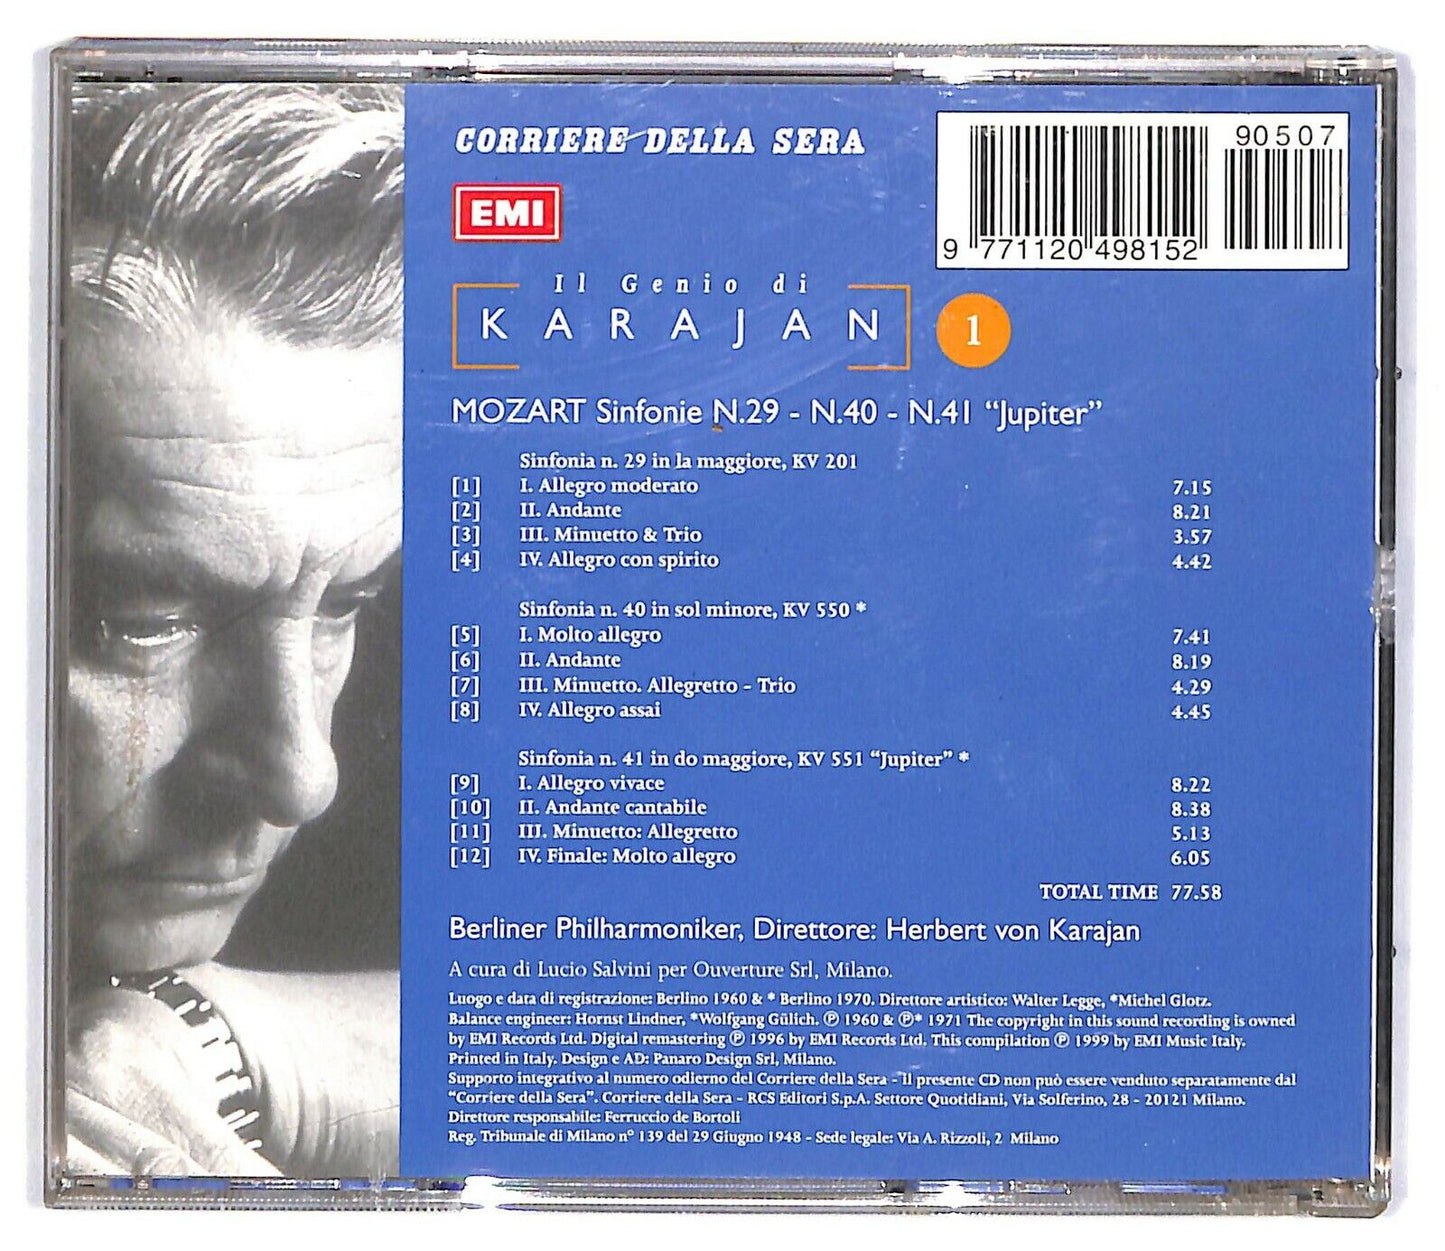 CORRIERE DELLA SERA
90507
9 771120 498152
EMI
Il Genio di
KARAJAN
1
MOZART Sinfonie N.29 - N.40 - N.41 “Jupiter”
Sinfonia n. 29 in la maggiore, KV 201
[1] I. Allegro moderato 7.15
[2] II. Andante 8.21
[3] III. Minuetto & Trio 3.57
[4] IV. Allegro con spirito 4.42
Sinfonia n. 40 in sol minore, KV 550 *
[5] I. Molto allegro 7.41
[6] II. Andante 8.19
[7] III. Minuetto. Allegretto - Trio 4.29
[8] IV. Allegro assai 4.45
Sinfonia n. 41 in do maggiore, KV 551 “Jupiter” *
[9] I. Allegro vivace 8.22
[10] II. Andante cantabile 8.38
[11] III. Minuetto: Allegretto 5.13
[12] IV. Finale: Molto allegro 6.05
TOTAL TIME 77.58
Berliner Philharmoniker, Direttore: Herbert von Karajan
A cura di Lucio Salvini per Ouverture Srl, Milano.
Luogo e data di registrazione: Berlino 1960 & * Berlino 1970. Direttore artistico: Walter Legge, *Michel Glotz.
Balance engineer: Hornst Lindner, *Wolfgang Gülich. ℗ 1960 & ℗* 1971 The copyright in this sound recording is owned
by EMI Records Ltd. Digital remastering ℗ 1996 by EMI Records Ltd. This compilation ℗ 1999 by EMI Music Italy.
Printed in Italy. Design e AD: Panaro Design Srl, Milano.
Supporto integrativo al numero odierno del Corriere della Sera - Il presente CD non può essere venduto separatamente dal
“Corriere della Sera”. Corriere della Sera - RCS Editori S.p.A. Settore Quotidiani, Via Solferino, 28 - 20121 Milano.
Direttore responsabile: Ferruccio de Bortoli
Reg. Tribunale di Milano n° 139 del 29 Giugno 1948 - Sede legale: Via A. Rizzoli, 2 Milano